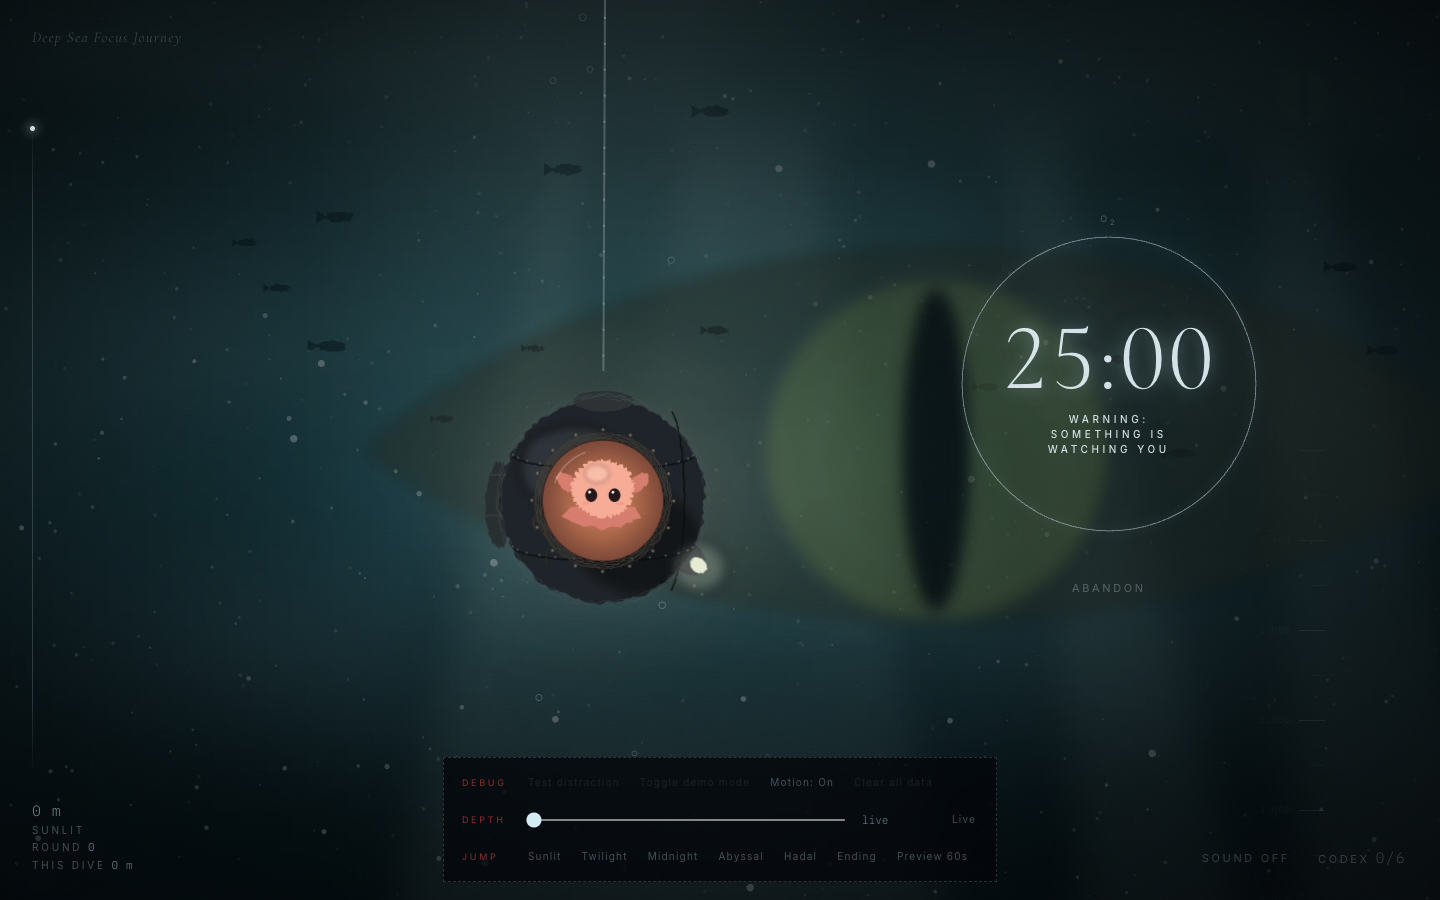 Deep Sea Focus Journey
O₂
25:00
WARNING:
SOMETHING IS
WATCHING YOU
ABANDON
0 m
SUNLIT
ROUND 0
THIS DIVE 0 m
DEBUG Test distraction Toggle demo mode Motion: On Clear all data
DEPTH live Live
JUMP Sunlit Twilight Midnight Abyssal Hadal Ending Preview 60s
SOUND OFF CODEX 0/6